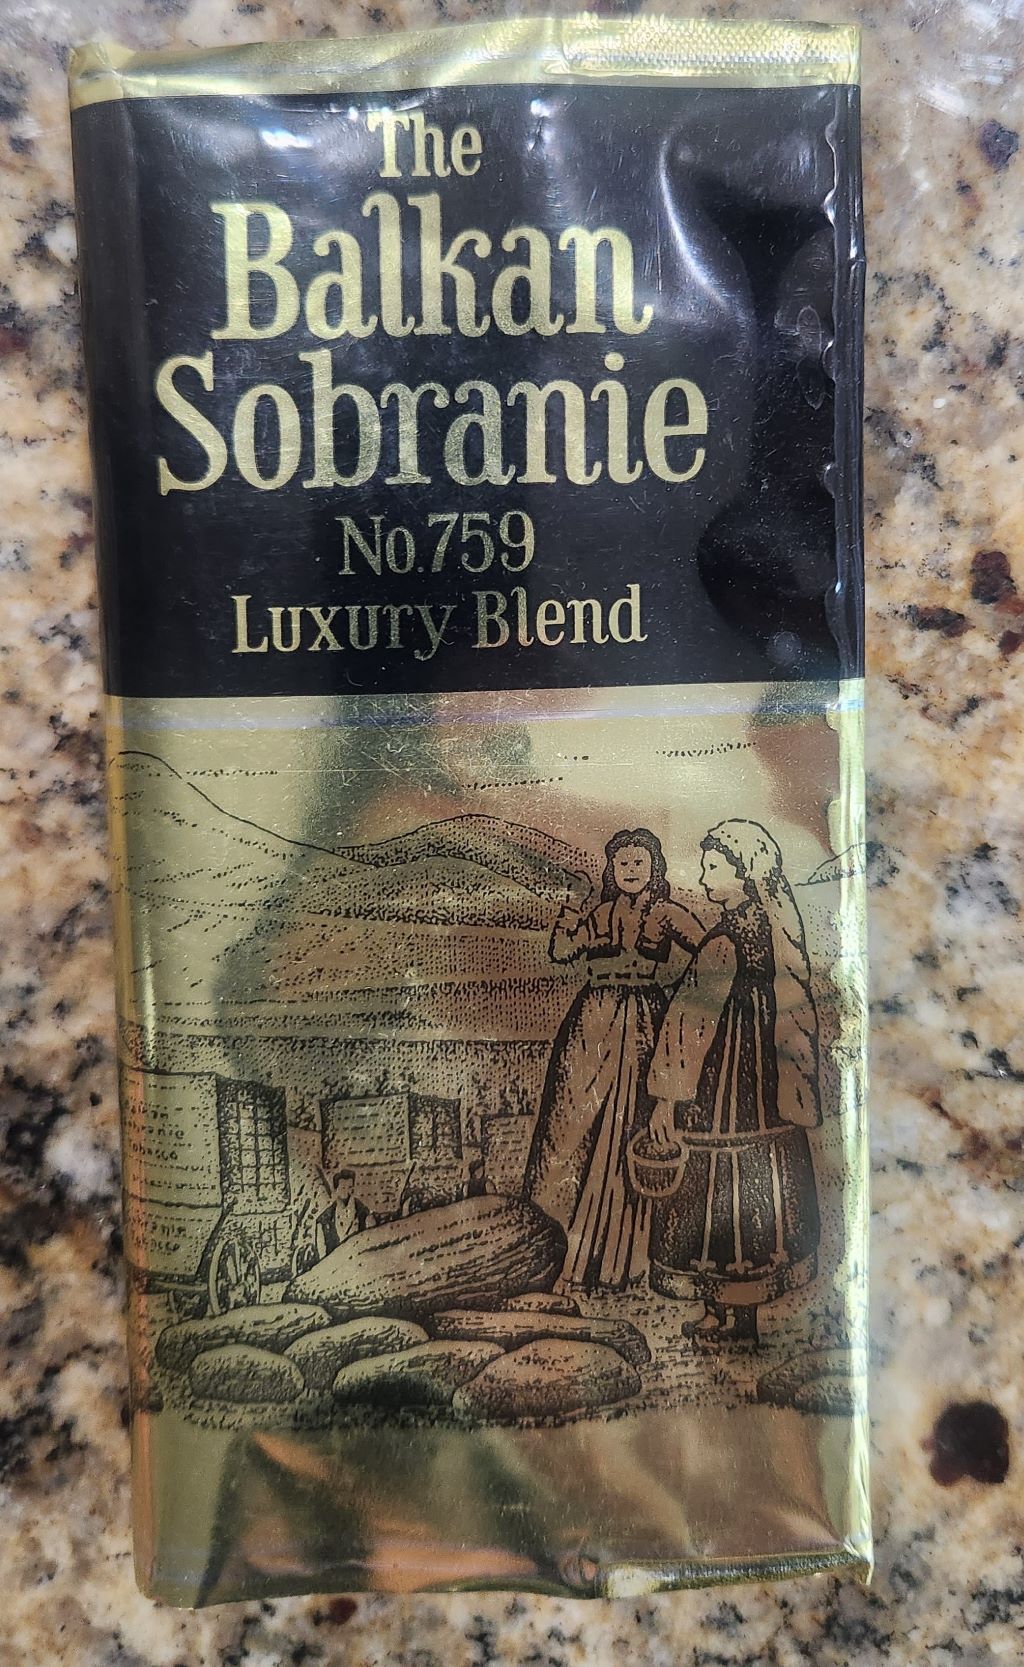 The
Balkan
Sobranie
No.759
Luxury Blend